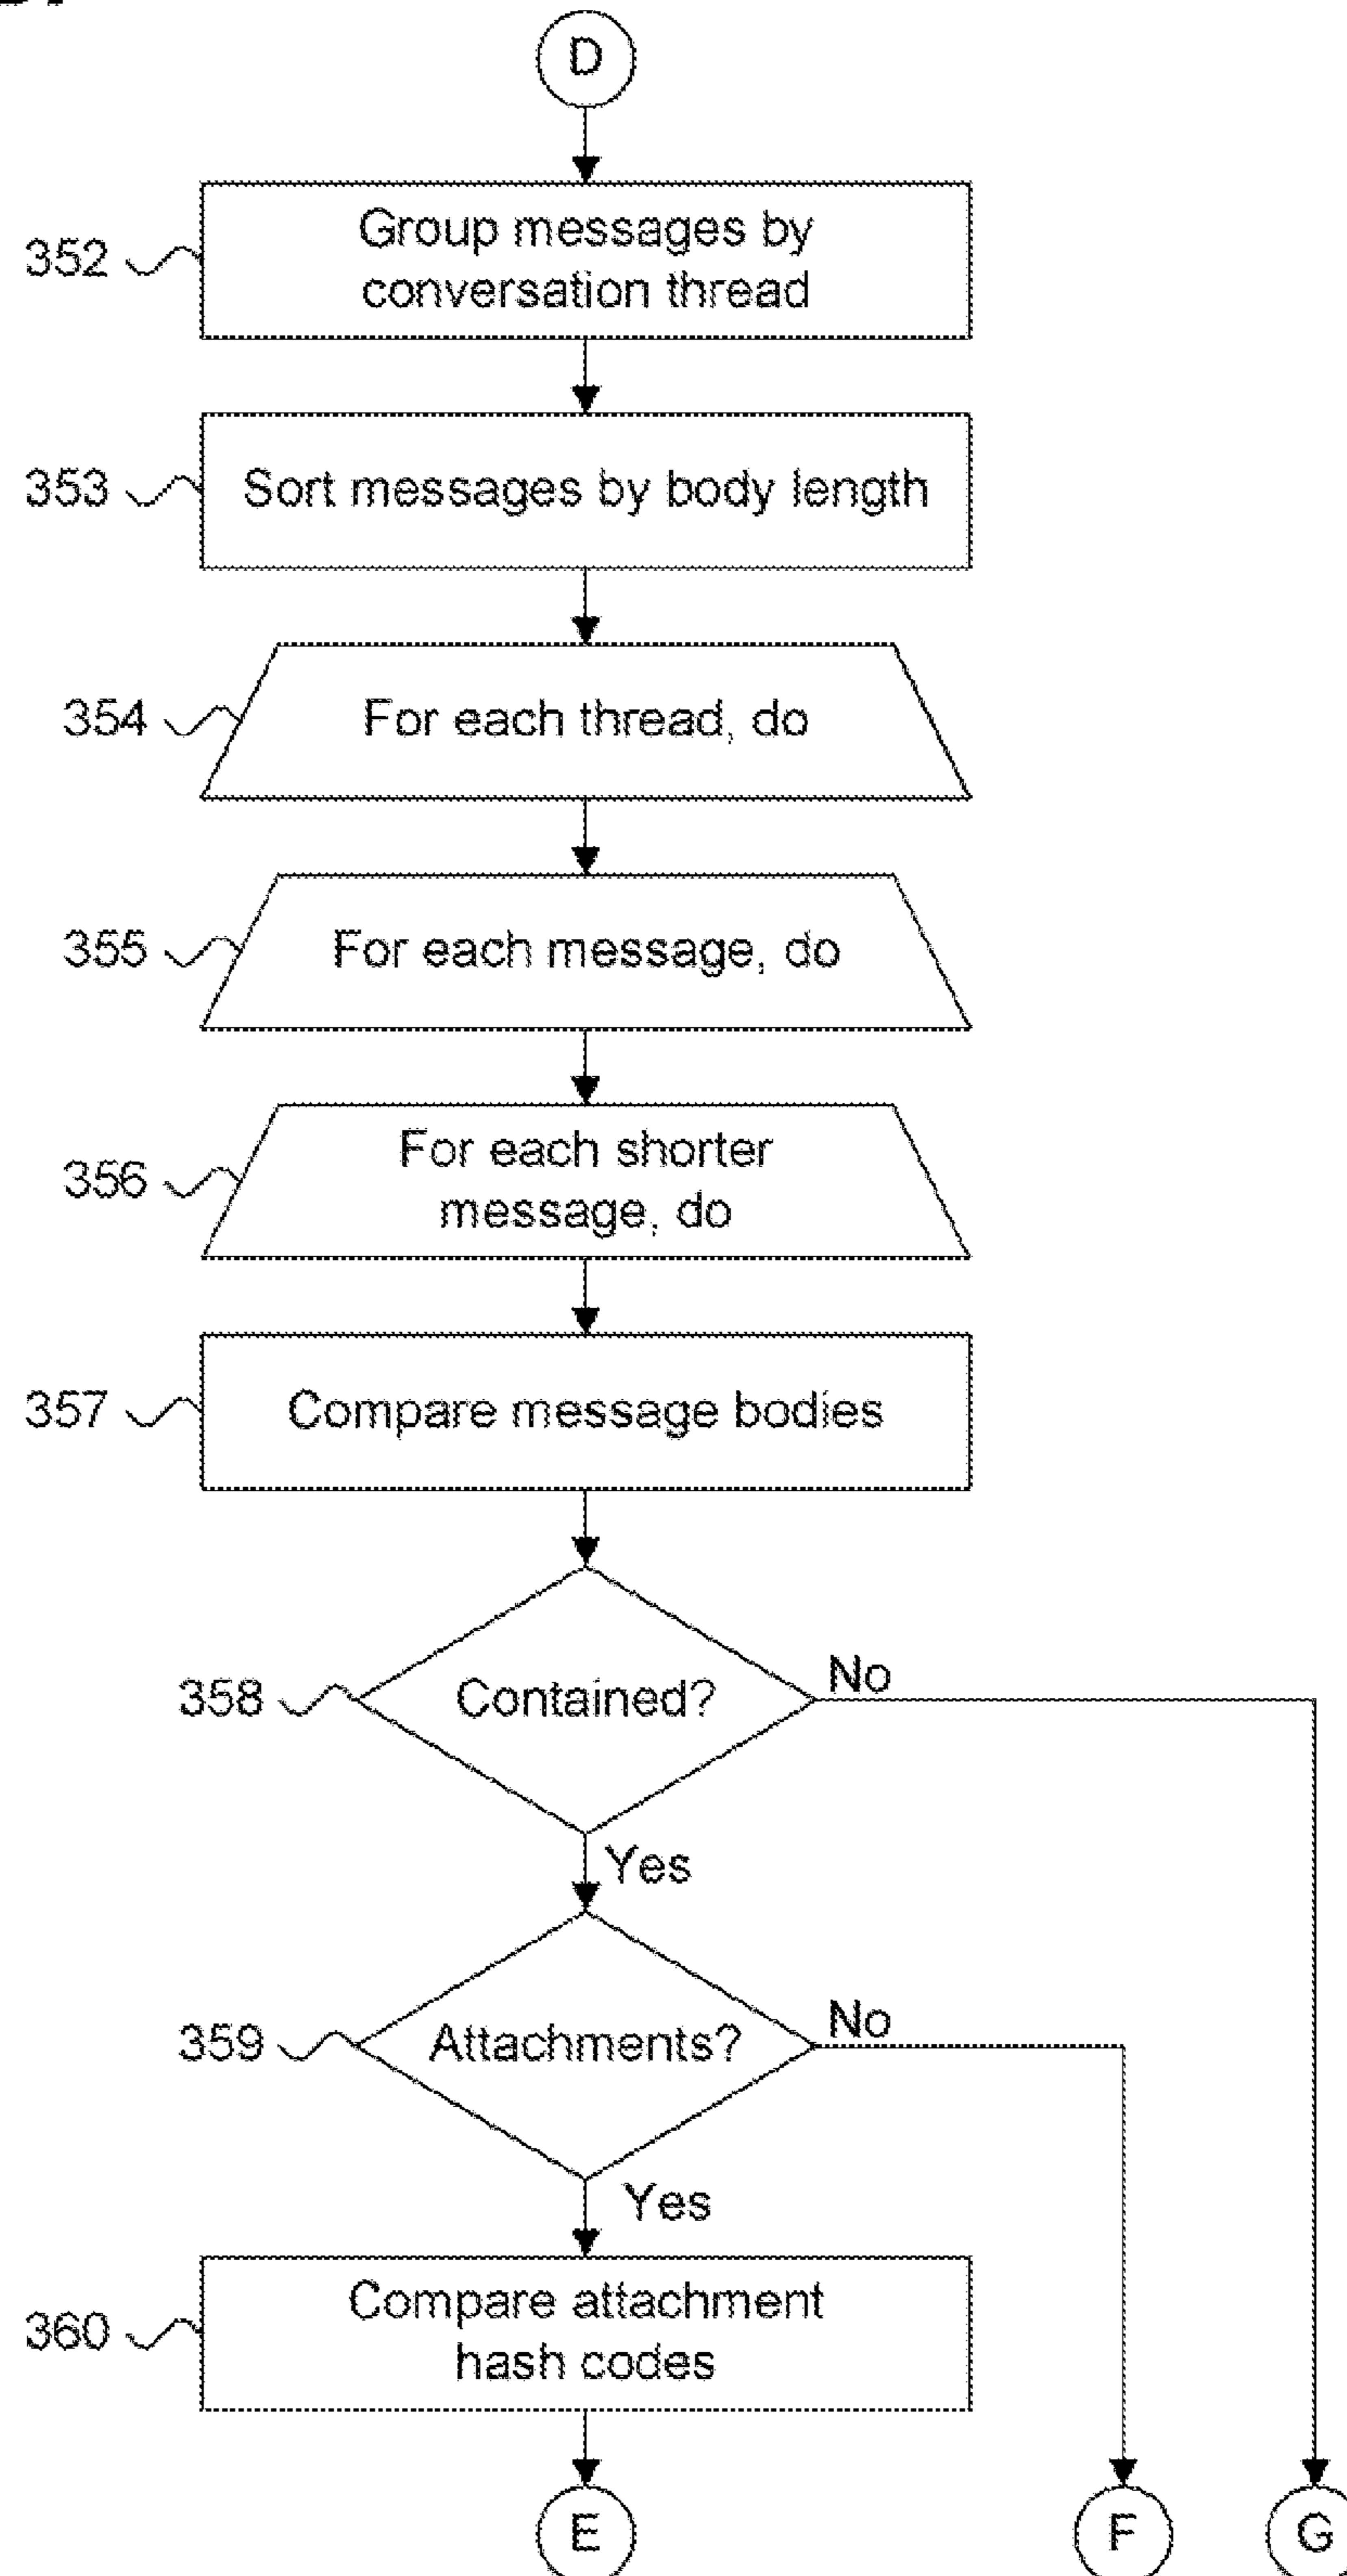 D
352
Group messages by
conversation thread
353
Sort messages by body length
354
For each thread, do
355
For each message, do
356
For each shorter
message, do
357
Compare message bodies
358
Contained?
No
Yes
359
Attachments?
No
Yes
360
Compare attachment
hash codes
E
F
G